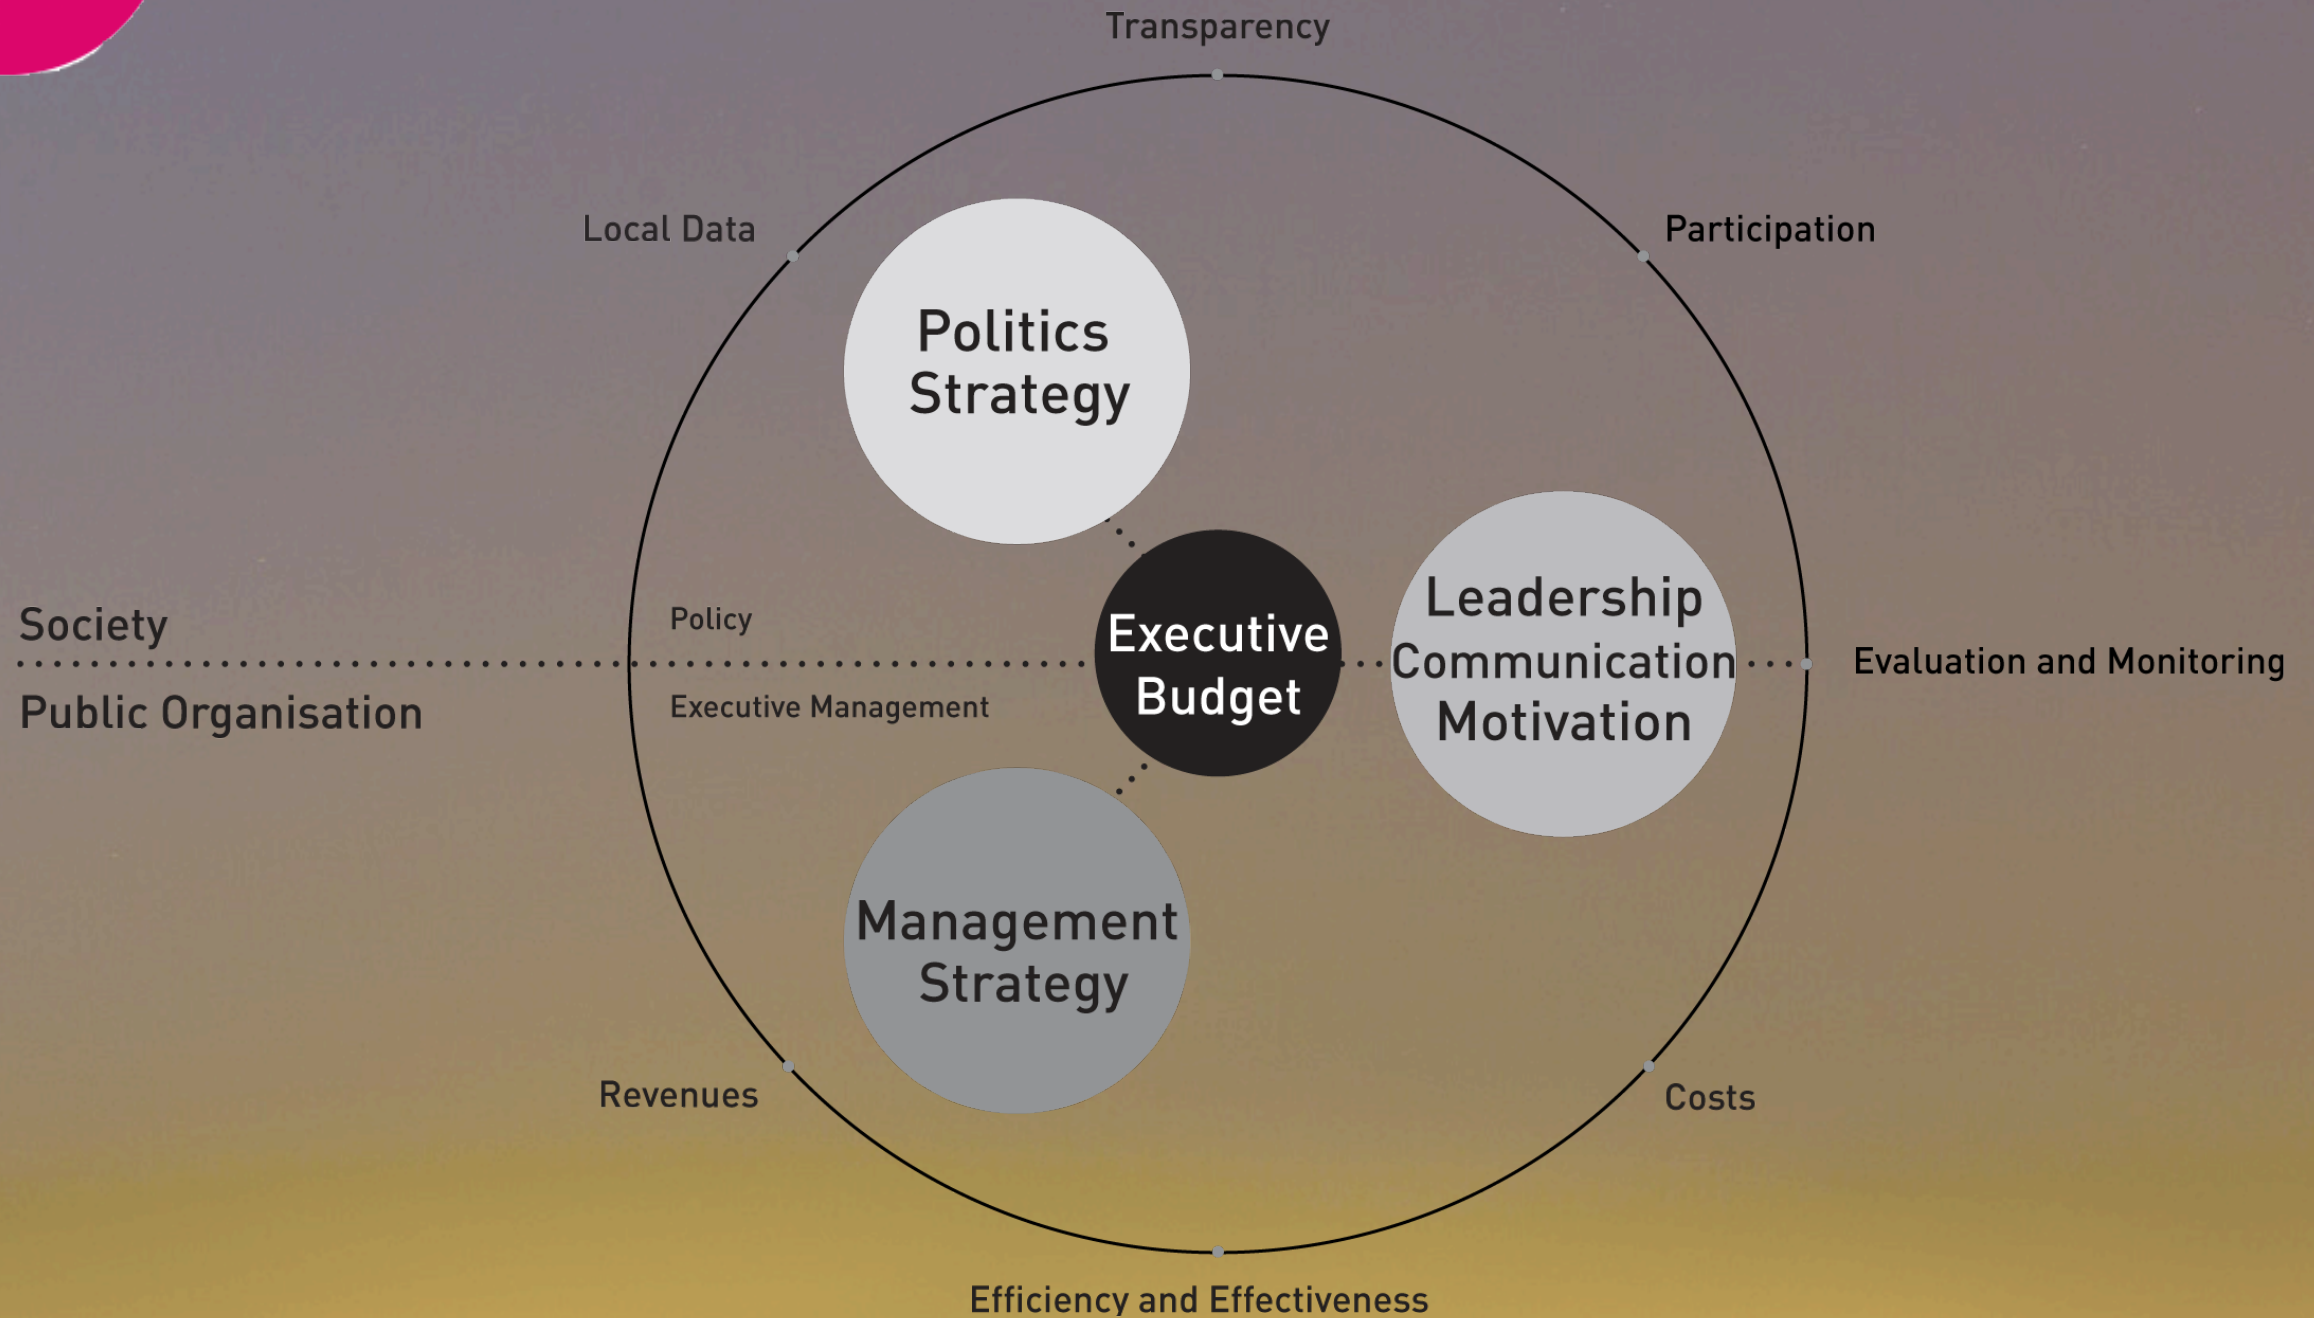 Transparency
Local Data
Participation
Politics
Strategy
Society
Policy
Executive
Budget
Leadership
Communication
Motivation
Evaluation and Monitoring
Public Organisation
Executive Management
Management
Strategy
Revenues
Costs
Efficiency and Effectiveness